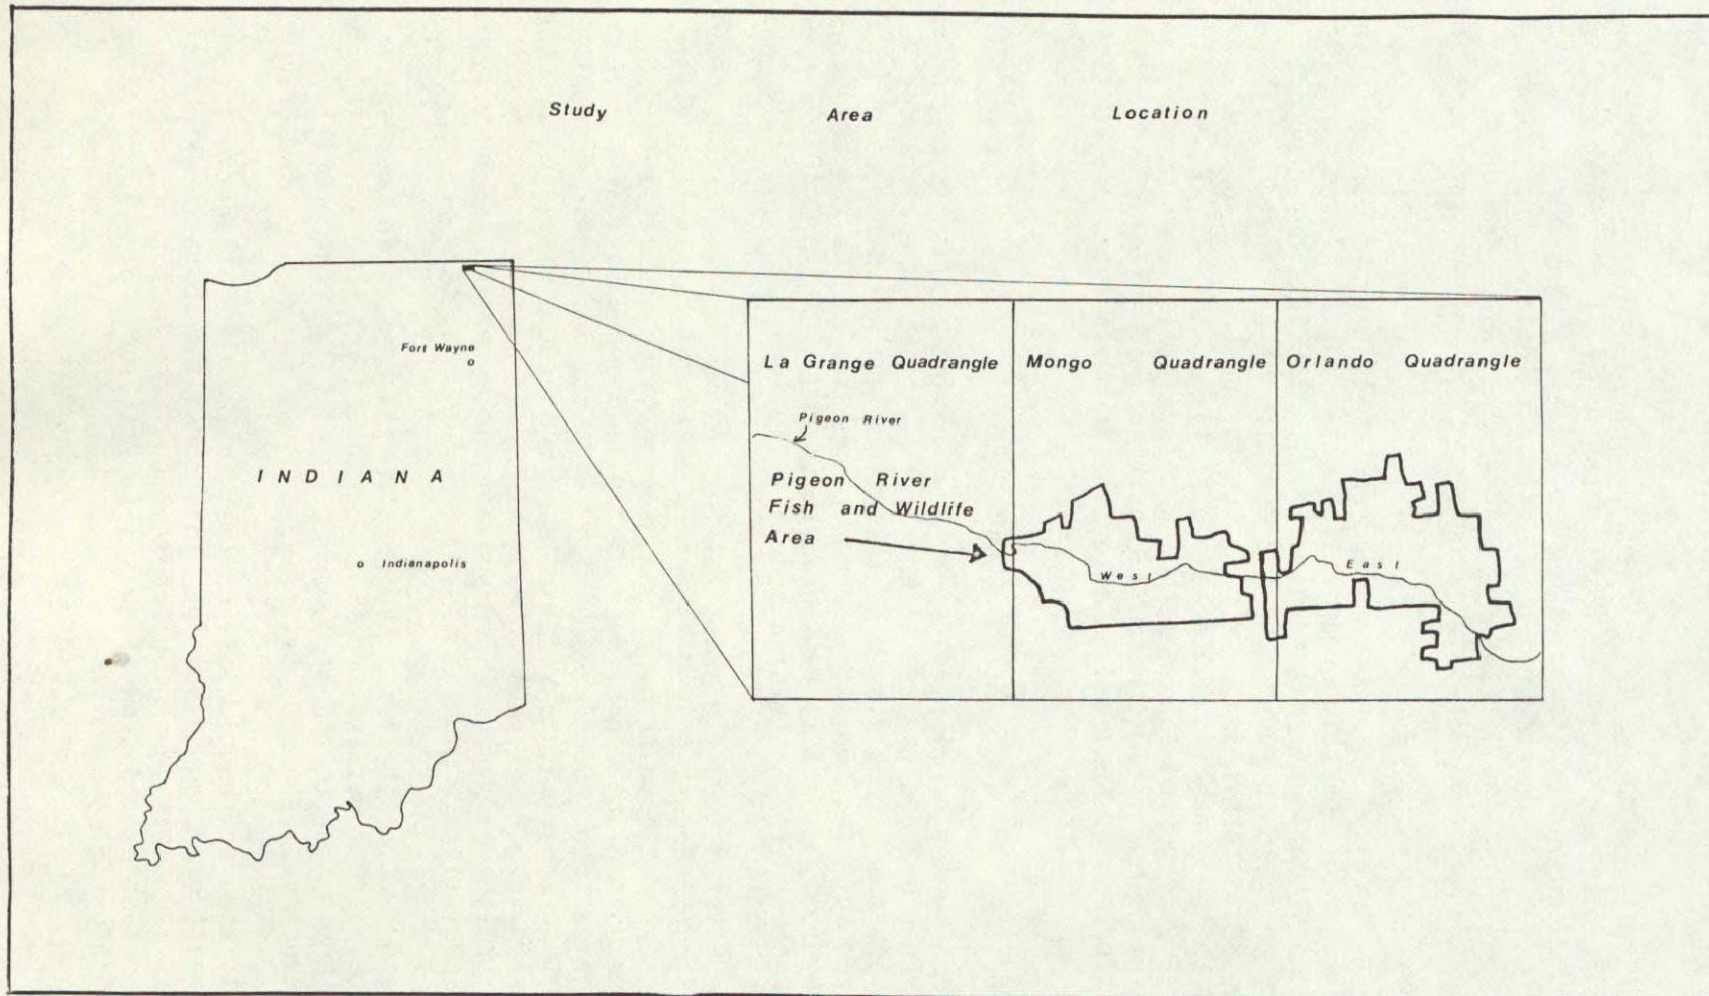 Study Area Location
Fort Wayne
INDIANA
Indianapolis
La Grange Quadrangle
Mongo Quadrangle
Orlando Quadrangle
Pigeon River
Pigeon River
Fish and Wildlife
Area
West
East